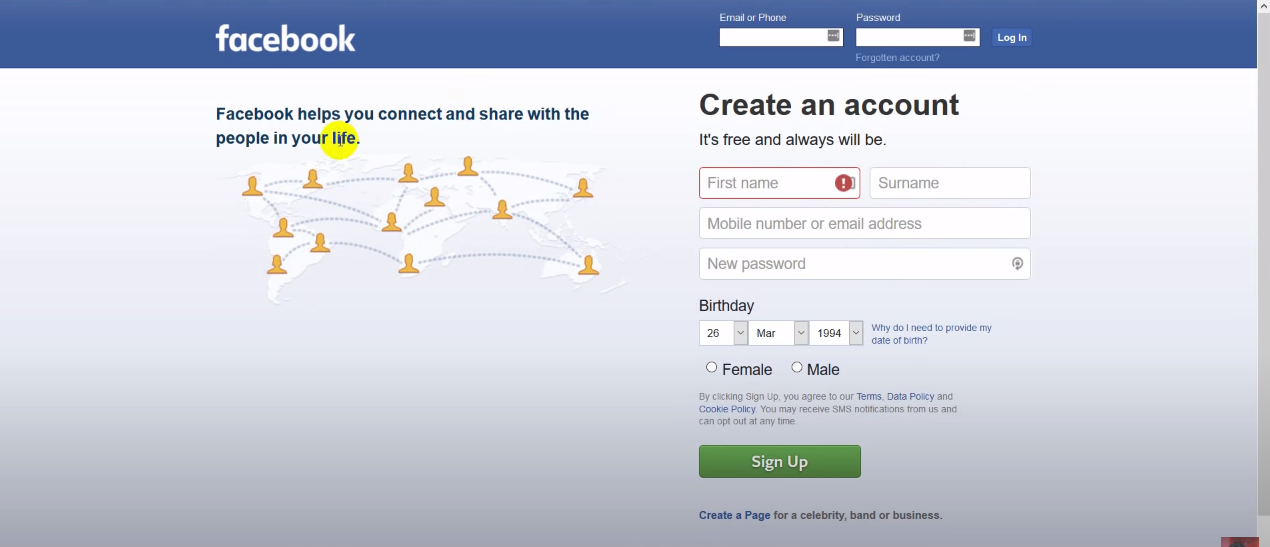 Email or Phone
Password
facebook
Log In
Forgotten account?
Facebook helps you connect and share with the
people in your life.
Create an account
It's free and always will be.
First name
Surname
Mobile number or email address
New password
Birthday
26
Mar
1994
Why do I need to provide my
date of birth?
Female
Male
By clicking Sign Up, you agree to our Terms, Data Policy and
Cookie Policy. You may receive SMS notifications from us and
can opt out at any time.
Sign Up
Create a Page for a celebrity, band or business.